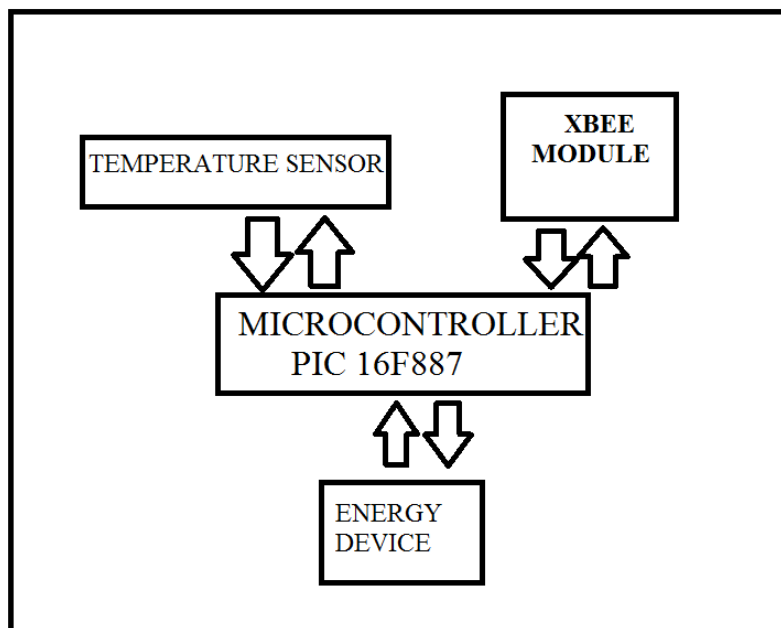 TEMPERATURE SENSOR
XBEE
MODULE
MICROCONTROLLER
PIC 16F887
ENERGY
DEVICE